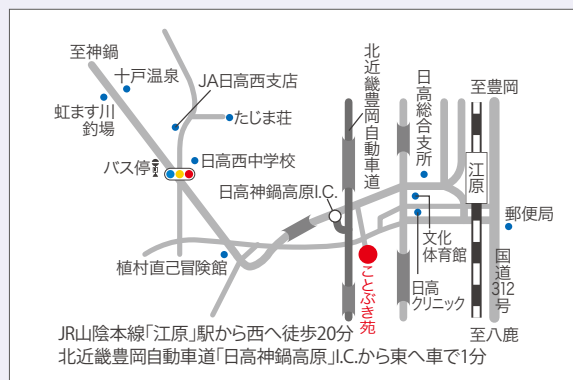 至神鍋
十戸温泉
JA日高西支店
虹ます川
釣場
たじま荘
バス停
日高西中学校
日高神鍋高原I.C.
植村直己冒険館
北近畿豊岡自動車道
日高総合支所
至豊岡
江原
郵便局
文化
体育館
日高
クリニック
国道312号
ことぶき苑
至八鹿
JR山陰本線「江原」駅から西へ徒歩20分
北近畿豊岡自動車道「日高神鍋高原」I.C.から東へ車で1分